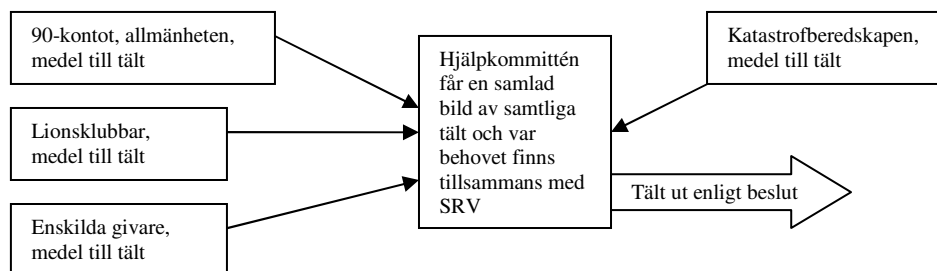 90-kontot, allmänheten,
medel till tält
Lionsklubbar,
medel till tält
Enskilda givare,
medel till tält
Hjälpkommittén
får en samlad
bild av samtliga
tält och var
behovet finns
tillsammans med
SRV
Katastrofberedskapen,
medel till tält
Tält ut enligt beslut